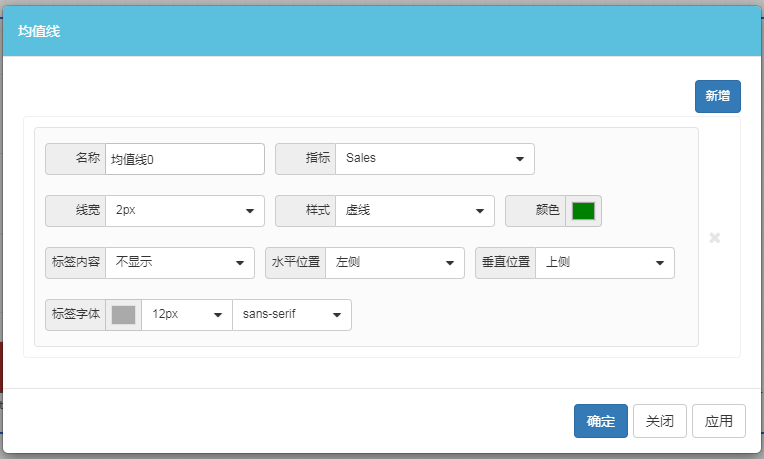 均值线
新增
名称 均值线0 指标 Sales
线宽 2px 样式 虚线 颜色
标签内容 不显示 水平位置 左侧 垂直位置 上侧
标签字体 12px sans-serif
确定 关闭 应用